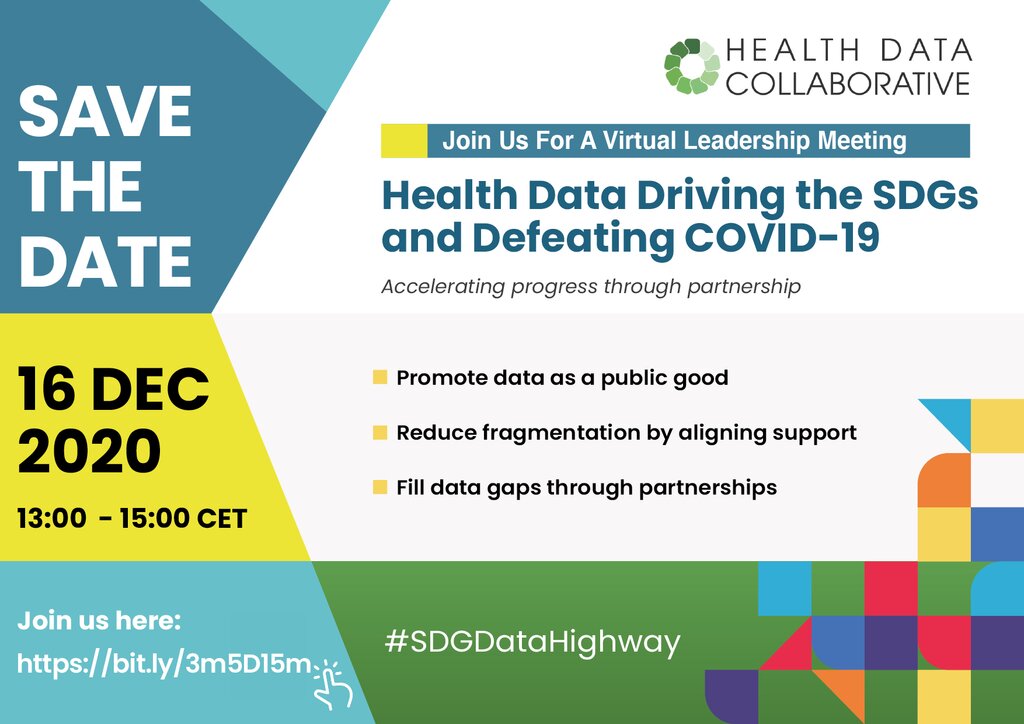 SAVE
THE
DATE
HEALTH DATA
COLLABORATIVE
Join Us For A Virtual Leadership Meeting
Health Data Driving the SDGs
and Defeating COVID-19
Accelerating progress through partnership
16 DEC
2020
13:00 - 15:00 CET
Promote data as a public good
Reduce fragmentation by aligning support
Fill data gaps through partnerships
Join us here:
https://bit.ly/3m5D15m
#SDGDataHighway